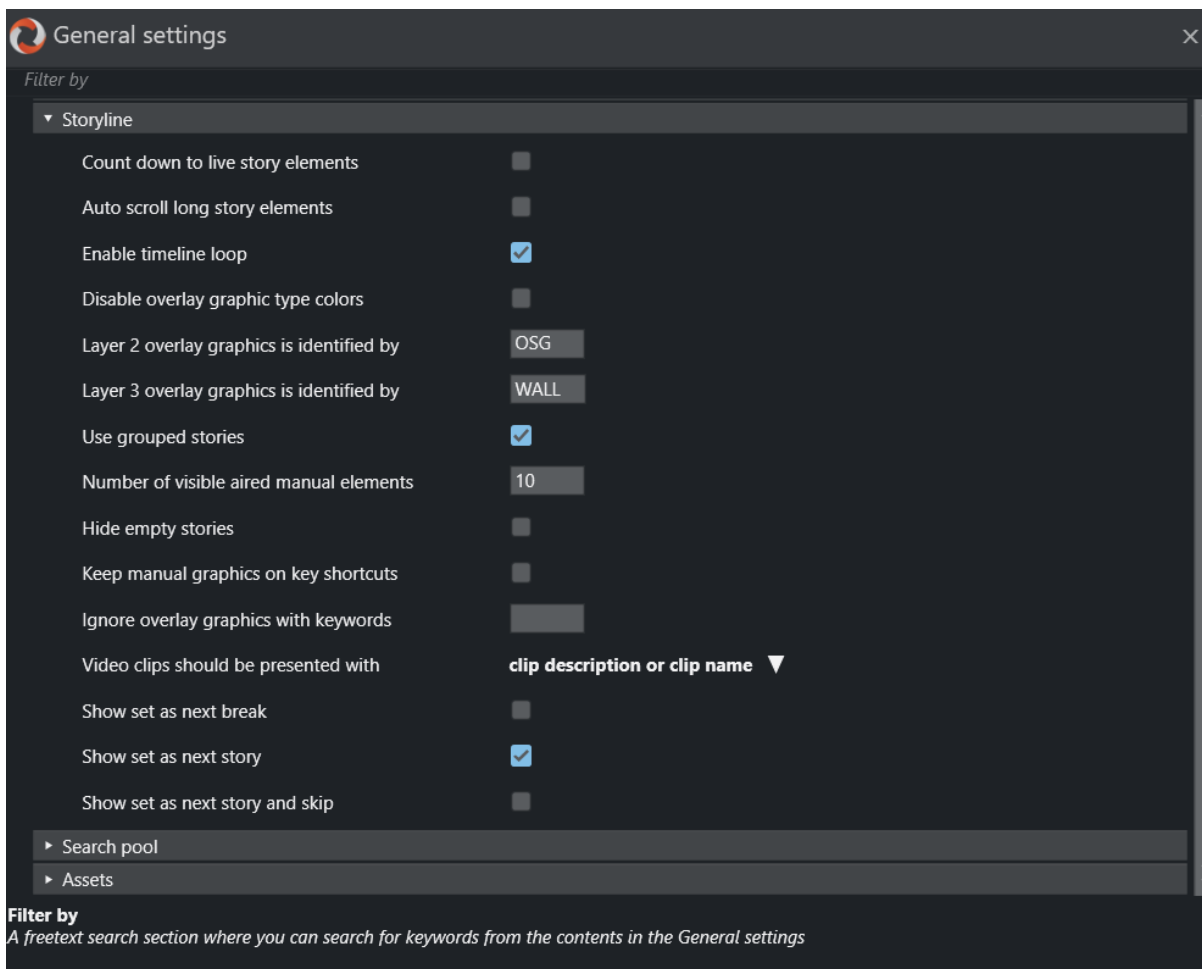 General settings
Filter by
Storyline
Count down to live story elements
Auto scroll long story elements
Enable timeline loop
Disable overlay graphic type colors
Layer 2 overlay graphics is identified by OSG
Layer 3 overlay graphics is identified by WALL
Use grouped stories
Number of visible aired manual elements 10
Hide empty stories
Keep manual graphics on key shortcuts
Ignore overlay graphics with keywords
Video clips should be presented with clip description or clip name
Show set as next break
Show set as next story
Show set as next story and skip
Search pool
Assets
Filter by
A freetext search section where you can search for keywords from the contents in the General settings